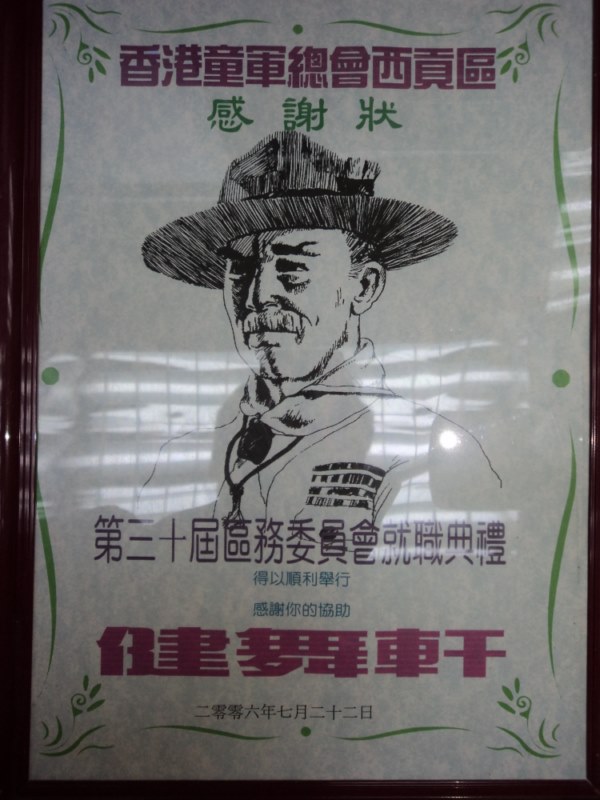 香港童軍總會西貢區
感謝狀
第三十屆區務委員會就職典禮
得以順利舉行
感謝你的協助
健舞軒
二零零六年七月二十二日